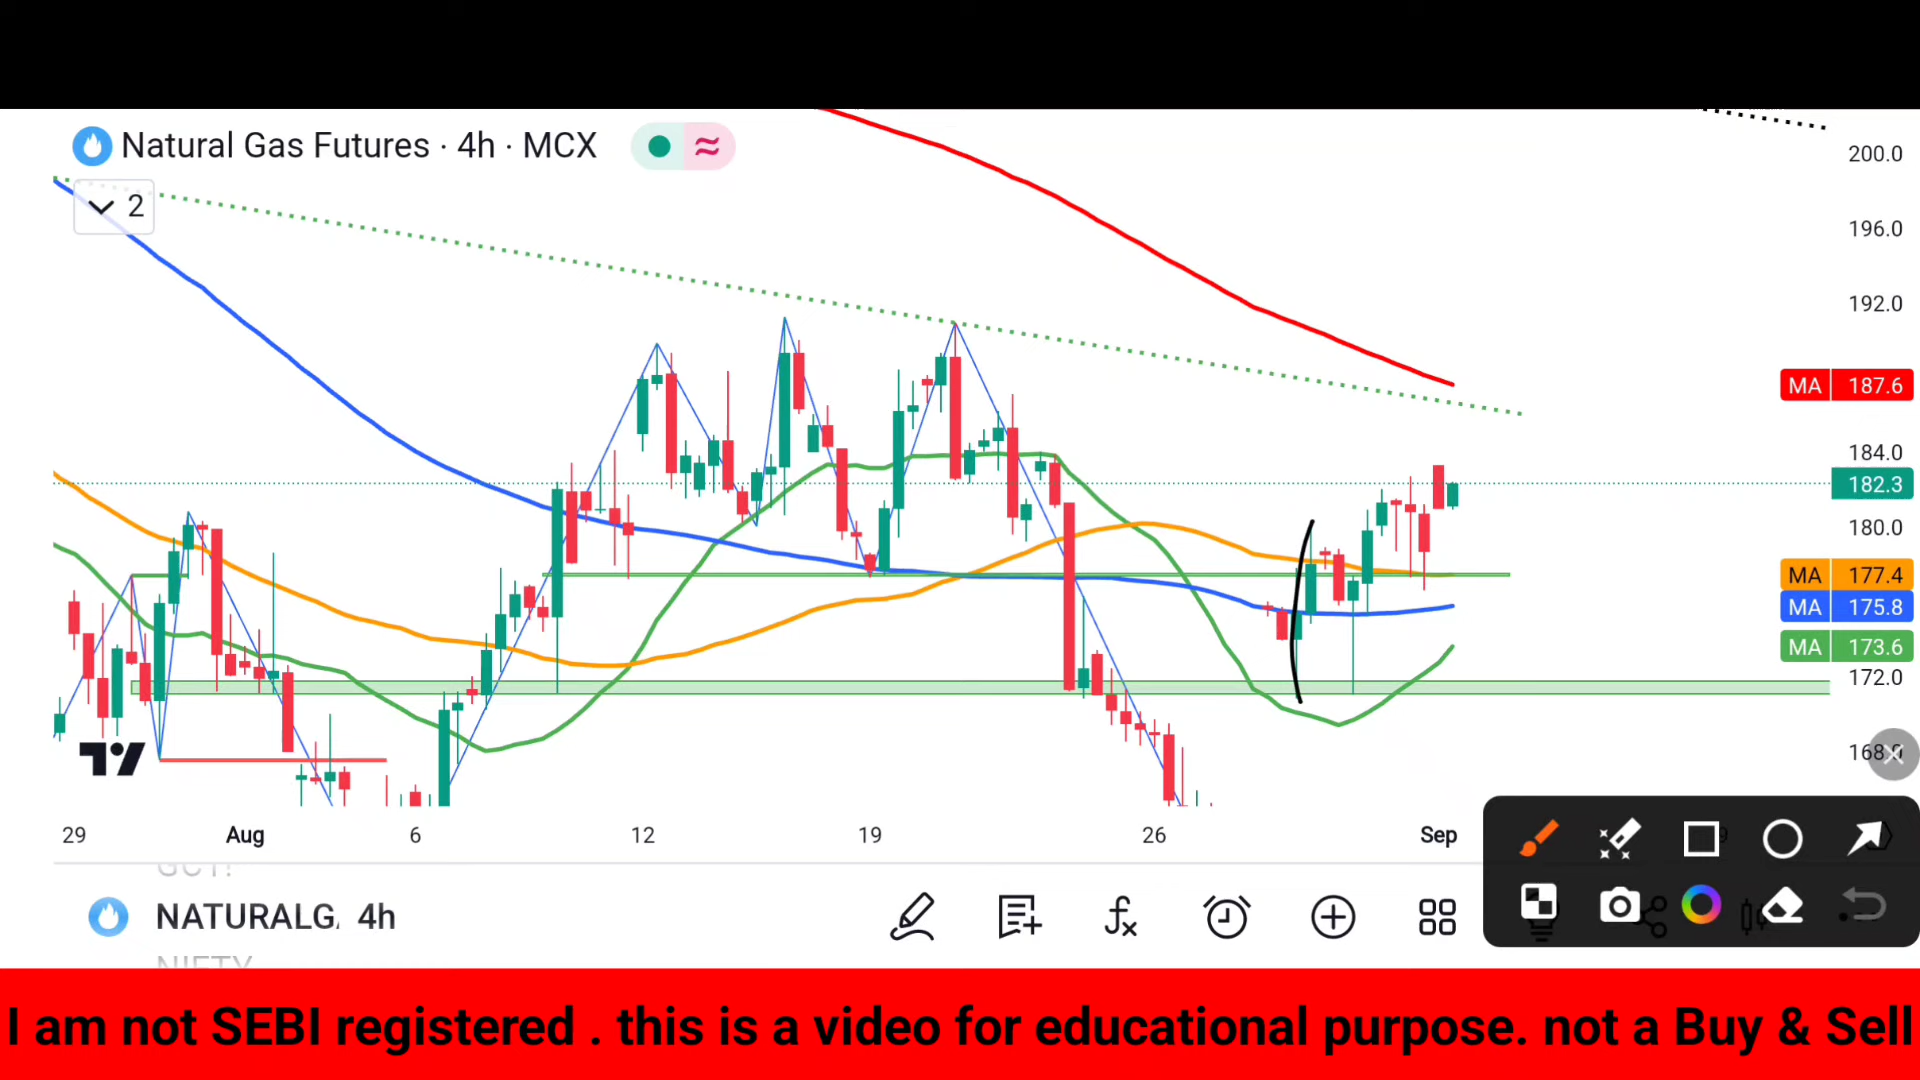 Natural Gas Futures · 4h · MCX
2
200.0
196.0
192.0
MA 187.6
184.0
182.3
180.0
MA 177.4
MA 175.8
MA 173.6
172.0
29 Aug 6 12 19 26 Sep
NATURALG 4h
NIFTY
I am not SEBI registered . this is a video for educational purpose. not a Buy & Sell